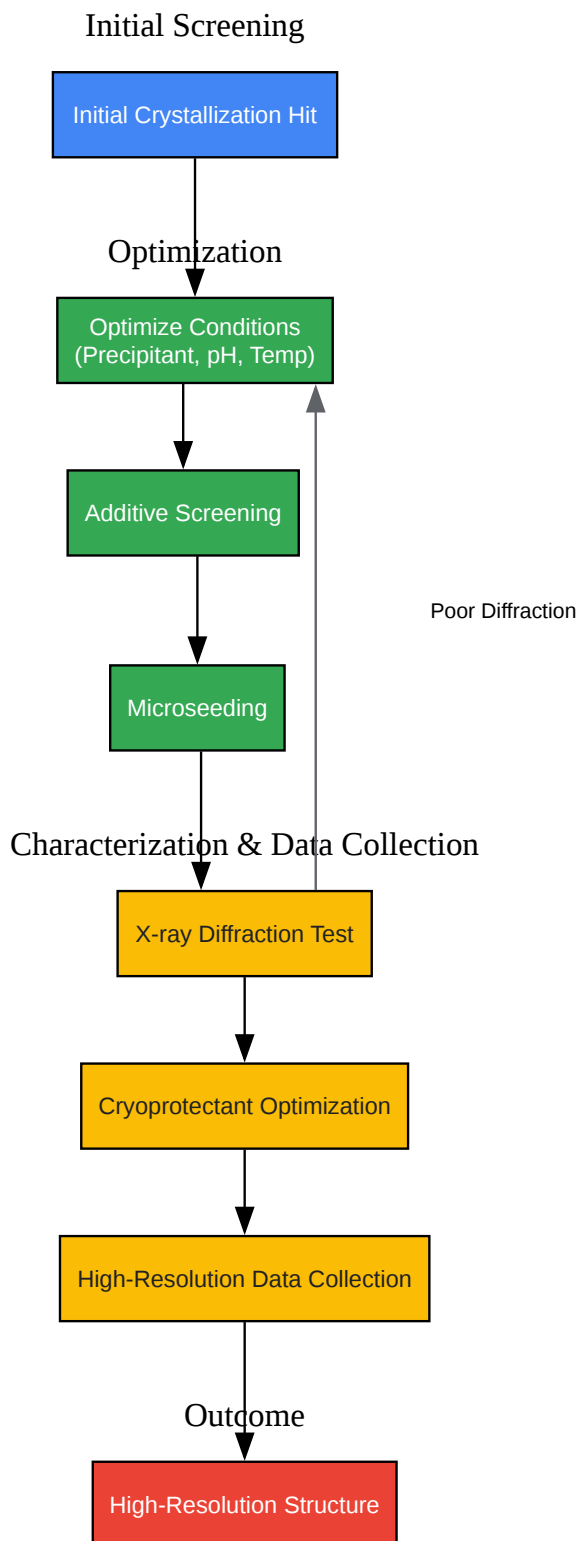 Initial Screening
Initial Crystallization Hit
Optimization
Optimize Conditions
(Precipitant, pH, Temp)
Additive Screening
Poor Diffraction
Microseeding
Characterization & Data Collection
X-ray Diffraction Test
Cryoprotectant Optimization
High-Resolution Data Collection
Outcome
High-Resolution Structure